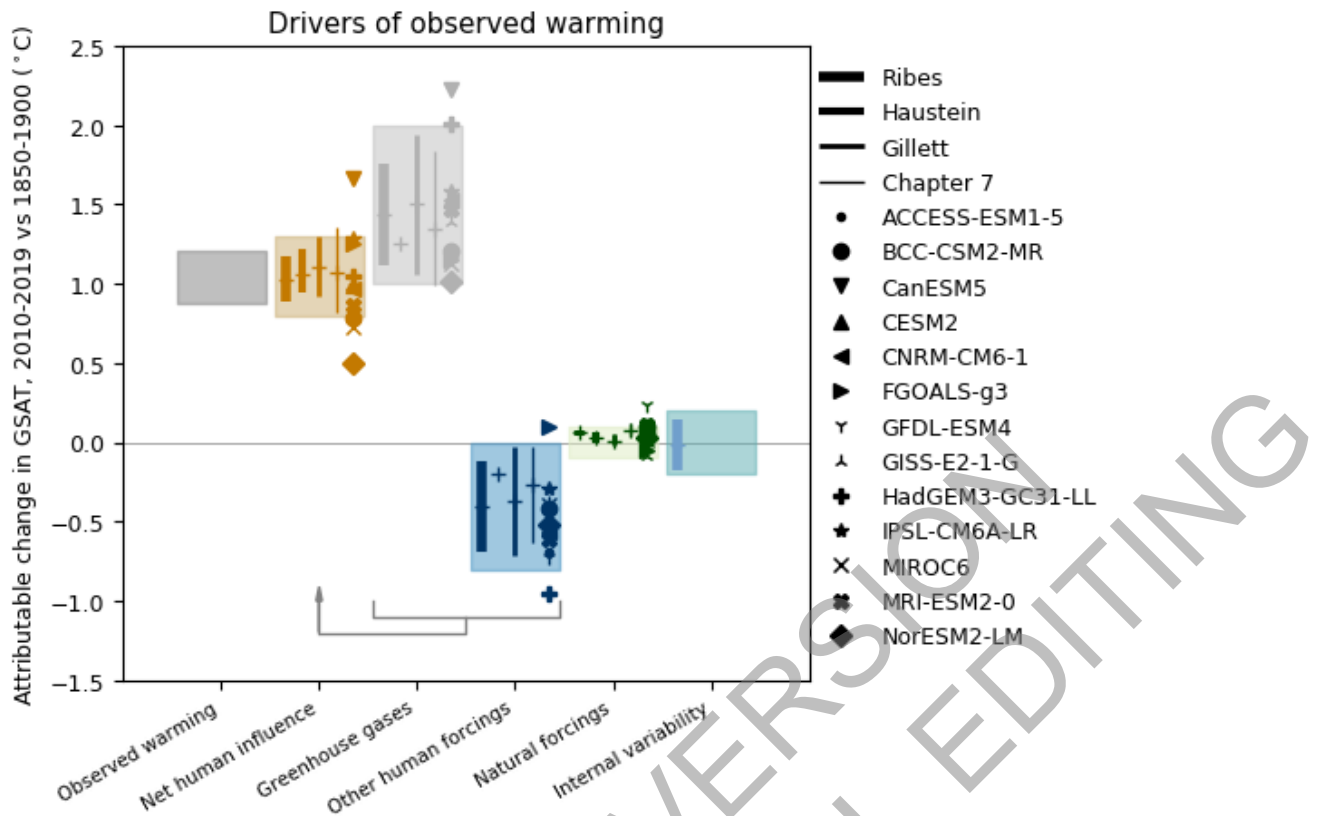 Drivers of observed warming
Attributable change in GSAT, 2010-2019 vs 1850-1900 (°C)
2.5
2.0
1.5
1.0
0.5
0.0
−0.5
−1.0
−1.5
Observed warming
Net human influence
Greenhouse gases
Other human forcings
Natural forcings
Internal variability
Ribes
Haustein
Gillett
Chapter 7
ACCESS-ESM1-5
BCC-CSM2-MR
CanESM5
CESM2
CNRM-CM6-1
FGOALS-g3
GFDL-ESM4
GISS-E2-1-G
HadGEM3-GC31-LL
IPSL-CM6A-LR
MIROC6
MRI-ESM2-0
NorESM2-LM
VERSION
EDITING